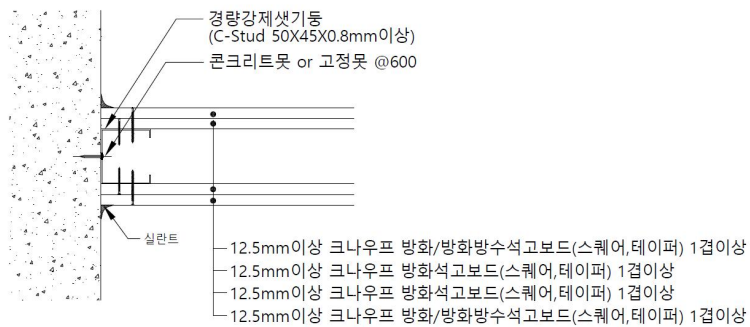 경량강제샛기둥
(C-Stud 50X45X0.8mm이상)
콘크리트못 or 고정못 @600
실란트
12.5mm이상 크나우프 방화/방화방수석고보드(스퀘어,테이퍼) 1겹이상
12.5mm이상 크나우프 방화석고보드(스퀘어,테이퍼) 1겹이상
12.5mm이상 크나우프 방화석고보드(스퀘어,테이퍼) 1겹이상
12.5mm이상 크나우프 방화/방화방수석고보드(스퀘어,테이퍼) 1겹이상